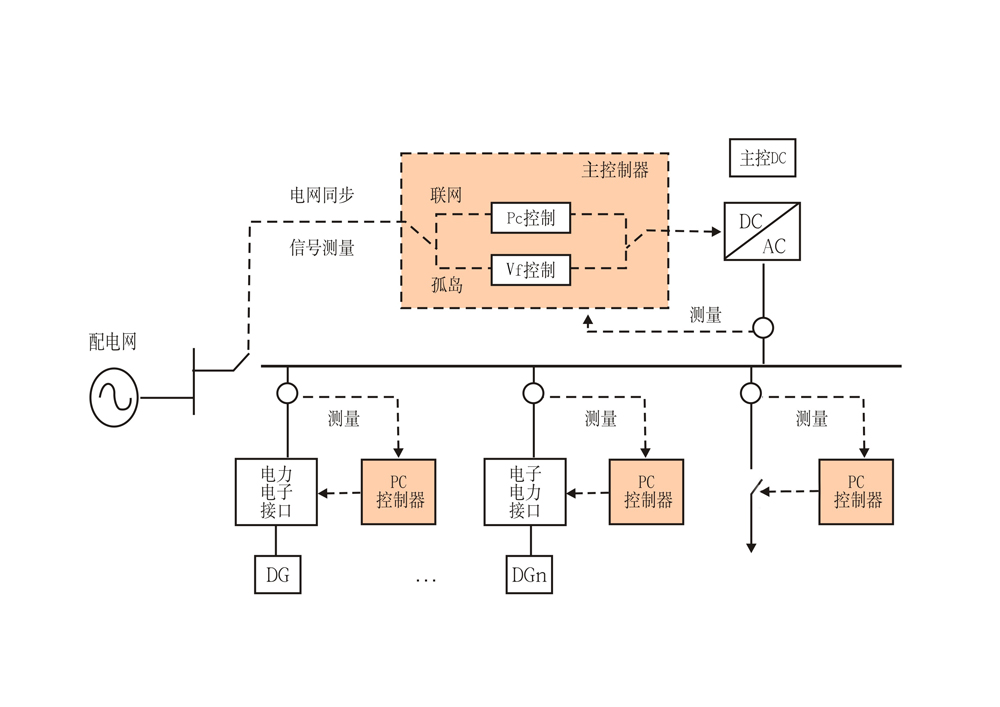 主控DC
主控制器
电网同步
联网
Pc控制
DC
AC
信号测量
Vf控制
孤岛
测量
配电网
测量
测量
测量
电力
电子
接口
PC
控制器
电子
电力
接口
PC
控制器
PC
控制器
DG
...
DGn